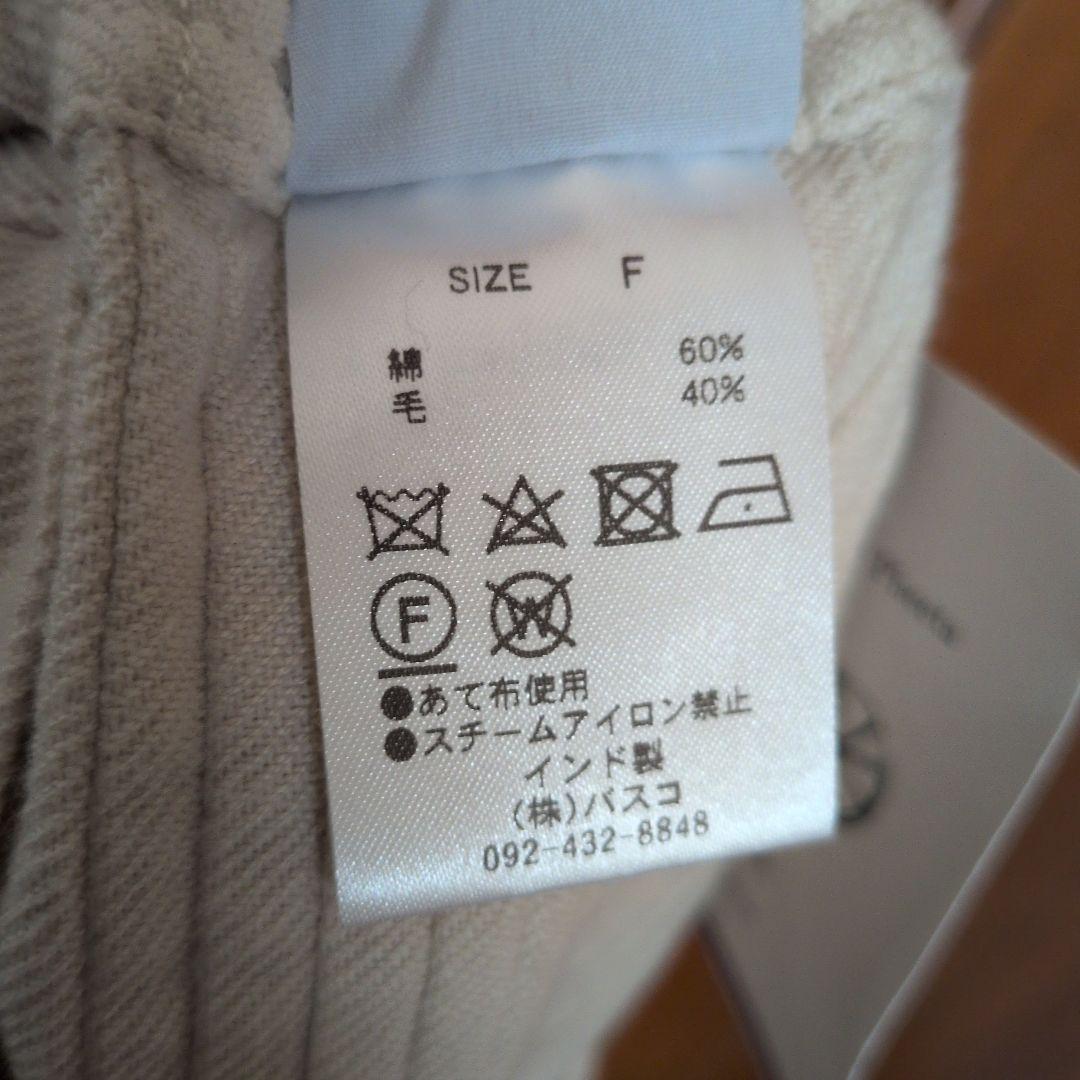 SIZE F
綿 60%
毛 40%
F W
●あて布使用
●スチームアイロン禁止
インド製
(株)パスコ
092-432-8848